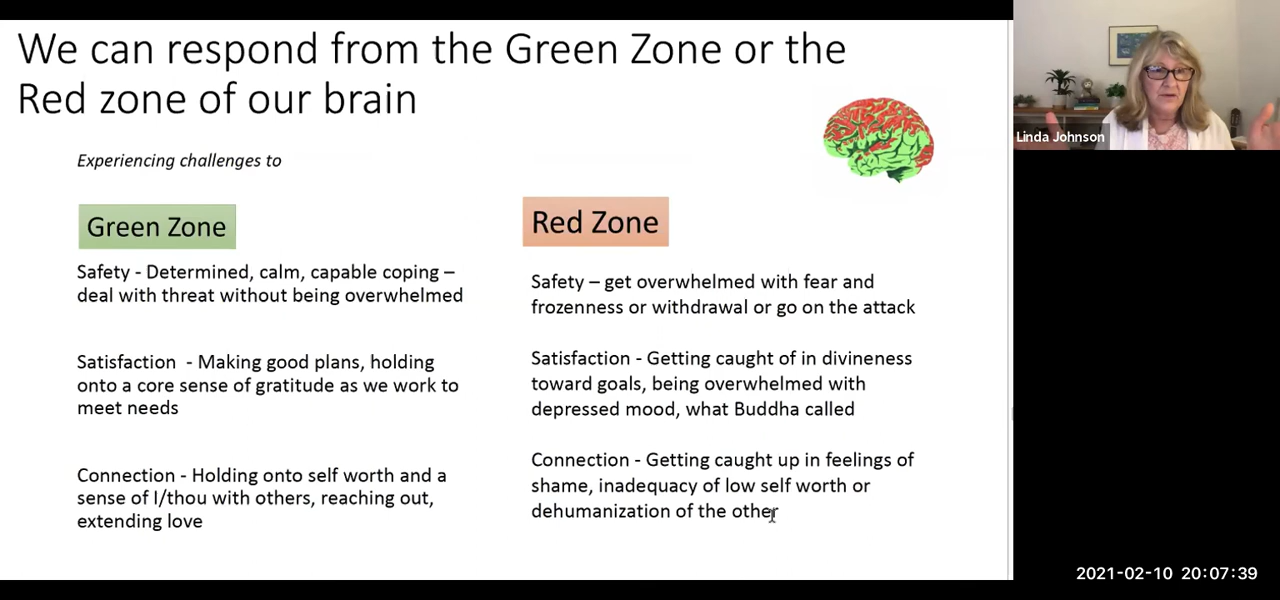 We can respond from the Green Zone or the
Red zone of our brain
Linda Johnson
Experiencing challenges to
Green Zone
Safety - Determined, calm, capable coping –
deal with threat without being overwhelmed
Satisfaction - Making good plans, holding
onto a core sense of gratitude as we work to
meet needs
Connection - Holding onto self worth and a
sense of I/thou with others, reaching out,
extending love
Red Zone
Safety – get overwhelmed with fear and
frozenness or withdrawal or go on the attack
Satisfaction - Getting caught of in divineness
toward goals, being overwhelmed with
depressed mood, what Buddha called
Connection - Getting caught up in feelings of
shame, inadequacy of low self worth or
dehumanization of the other
2021-02-10 20:07:39